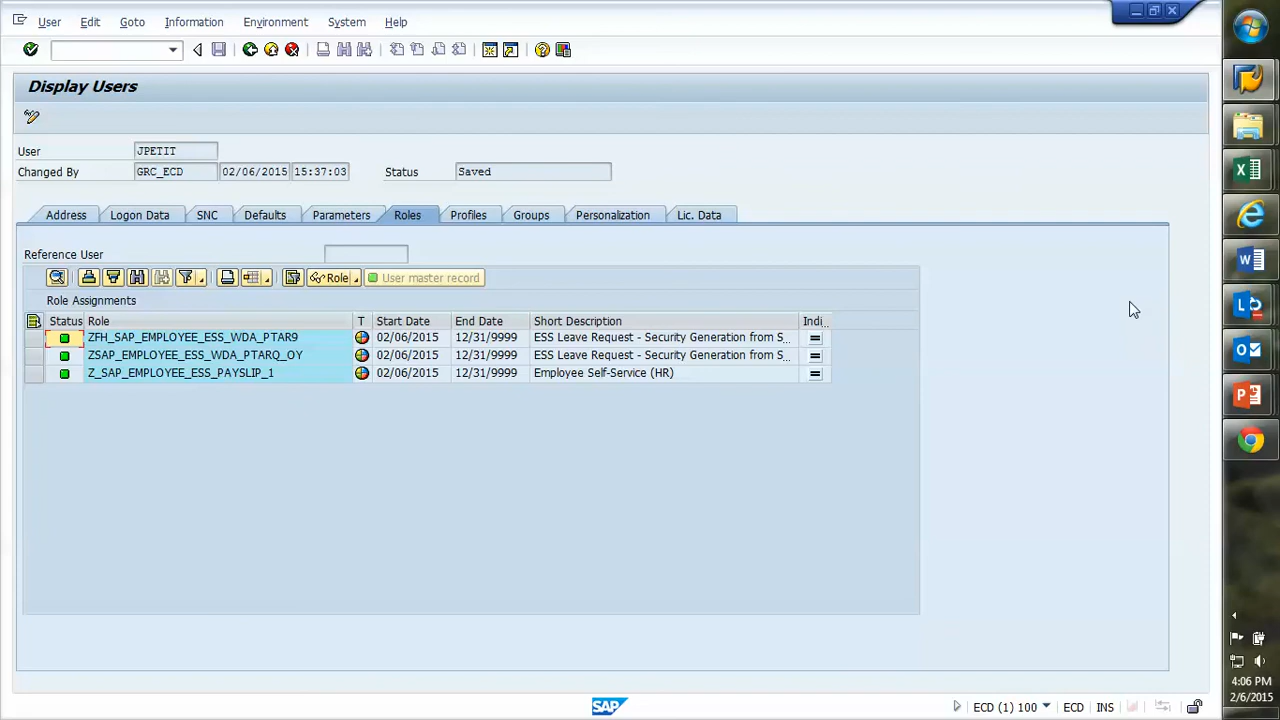 User Edit Goto Information Environment System Help
Display Users
User JPETIT
Changed By GRC_ECD 02/06/2015 15:37:03 Status Saved
Address Logon Data SNC Defaults Parameters Roles Profiles Groups Personalization Lic. Data
Reference User
Role User master record
Role Assignments
Status Role T Start Date End Date Short Description Indi...
ZFH_SAP_EMPLOYEE_ESS_WDA_PTAR9 02/06/2015 12/31/9999 ESS Leave Request - Security Generation from S...
ZSAP_EMPLOYEE_ESS_WDA_PTARQ_OY 02/06/2015 12/31/9999 ESS Leave Request - Security Generation from S...
Z_SAP_EMPLOYEE_ESS_PAYSLIP_1 02/06/2015 12/31/9999 Employee Self-Service (HR)
SAP
ECD (1) 100 ECD INS
4:06 PM
2/6/2015